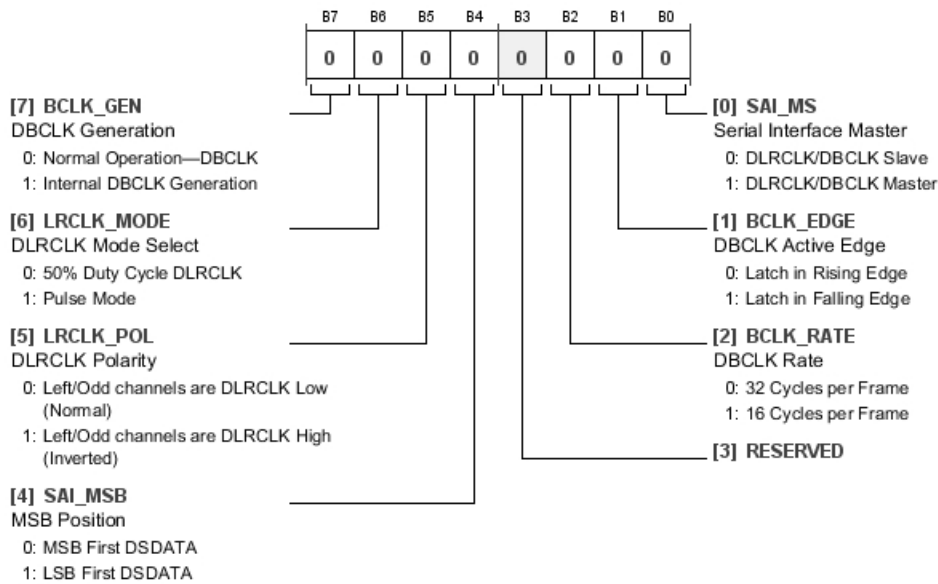 B7 B6 B5 B4 B3 B2 B1 B0
0 0 0 0 0 0 0 0
[7] BCLK_GEN
DBCLK Generation
0: Normal Operation—DBCLK
1: Internal DBCLK Generation
[6] LRCLK_MODE
DLRCLK Mode Select
0: 50% Duty Cycle DLRCLK
1: Pulse Mode
[5] LRCLK_POL
DLRCLK Polarity
0: Left/Odd channels are DLRCLK Low
(Normal)
1: Left/Odd channels are DLRCLK High
(Inverted)
[4] SAI_MSB
MSB Position
0: MSB First DSDATA
1: LSB First DSDATA
[0] SAI_MS
Serial Interface Master
0: DLRCLK/DBCLK Slave
1: DLRCLK/DBCLK Master
[1] BCLK_EDGE
DBCLK Active Edge
0: Latch in Rising Edge
1: Latch in Falling Edge
[2] BCLK_RATE
DBCLK Rate
0: 32 Cycles per Frame
1: 16 Cycles per Frame
[3] RESERVED